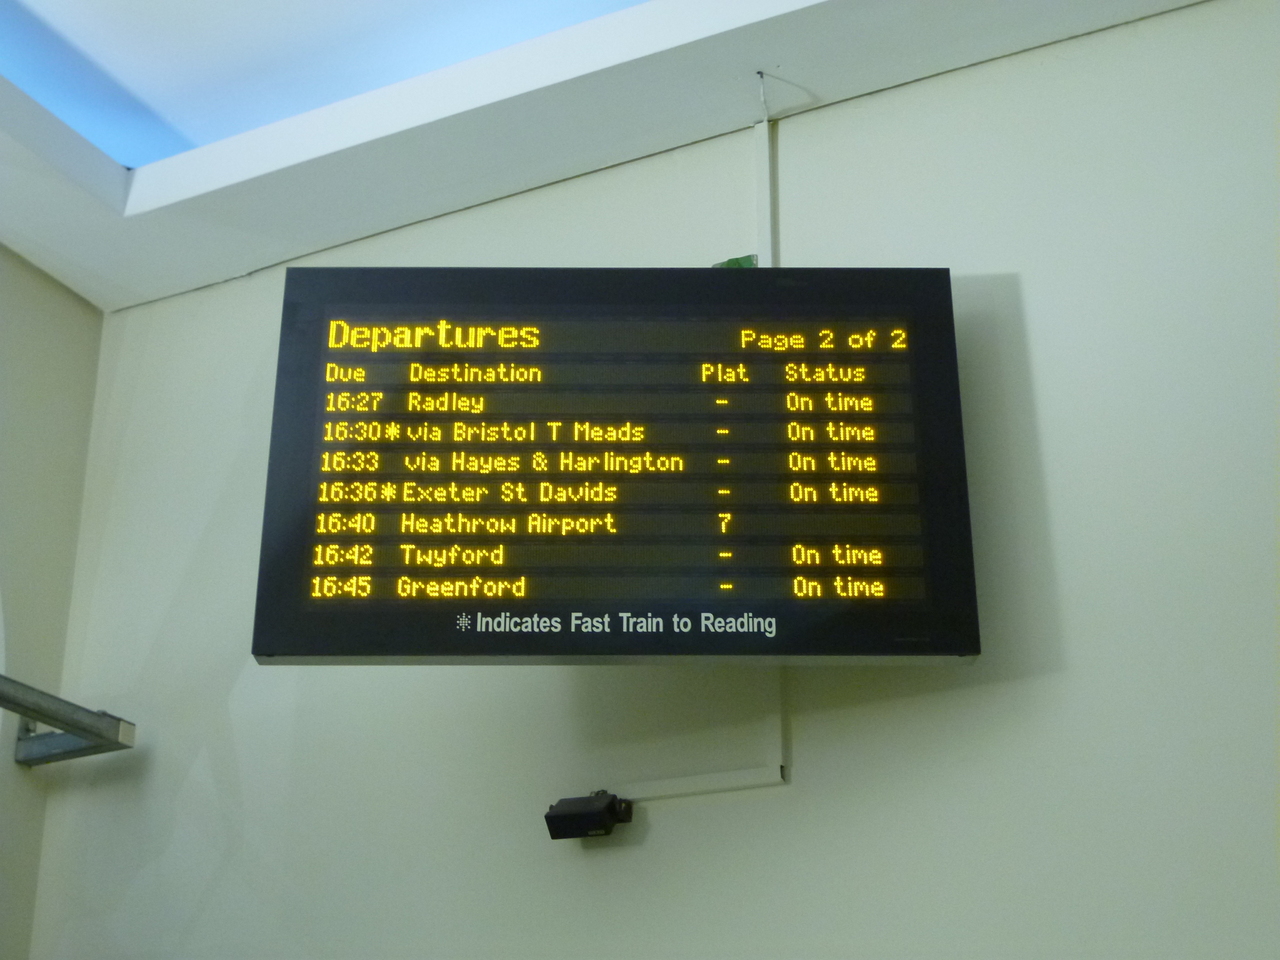 Departures Page 2 of 2
Due Destination Plat Status
16:27 Radley - On time
16:30 * via Bristol T Meads - On time
16:33 via Hayes & Harlington - On time
16:36 * Exeter St Davids - On time
16:40 Heathrow Airport 7
16:42 Twyford - On time
16:45 Greenford - On time
* Indicates Fast Train to Reading